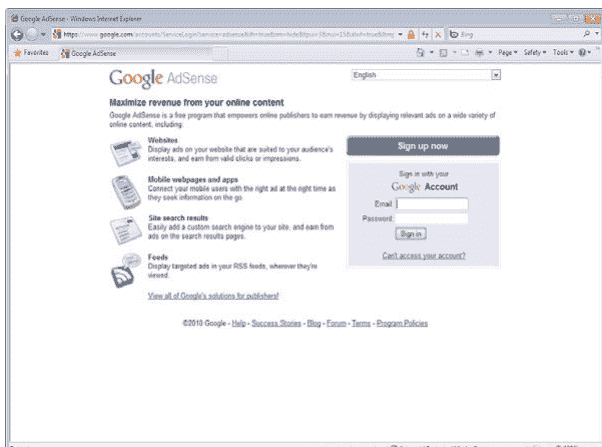 Google AdSense - Windows Internet Explorer
Bing
Favorites
Google AdSense
Page
Safety
Tools
Google AdSense
English
Maximize revenue from your online content
Google AdSense is a free program that empowers online publishers to earn revenue by displaying relevant ads on a wide variety of
online content, including:
Websites
Display ads on your website that are suited to your audience's
interests, and earn from valid clicks or impressions.
Mobile webpages and apps
Connect your mobile users with the right ad at the right time as
they seek information on the go.
Site search results
Easily add a custom search engine to your site, and earn from
ads on the search results pages.
Feeds
Display targeted ads in your RSS feeds, wherever they're
viewed.
View all of Google's solutions for publishers!
Sign up now
Sign in with your
Google Account
Email:
Password:
Sign in
Can't access your account?
©2010 Google - Help - Success Stories - Blog - Forum - Terms - Program Policies